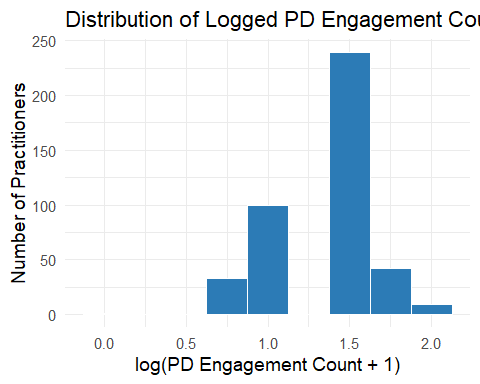 Distribution of Logged PD Engagement Cou
250
200
150
100
50
0
0.0 0.5 1.0 1.5 2.0
log(PD Engagement Count + 1)
Number of Practitioners